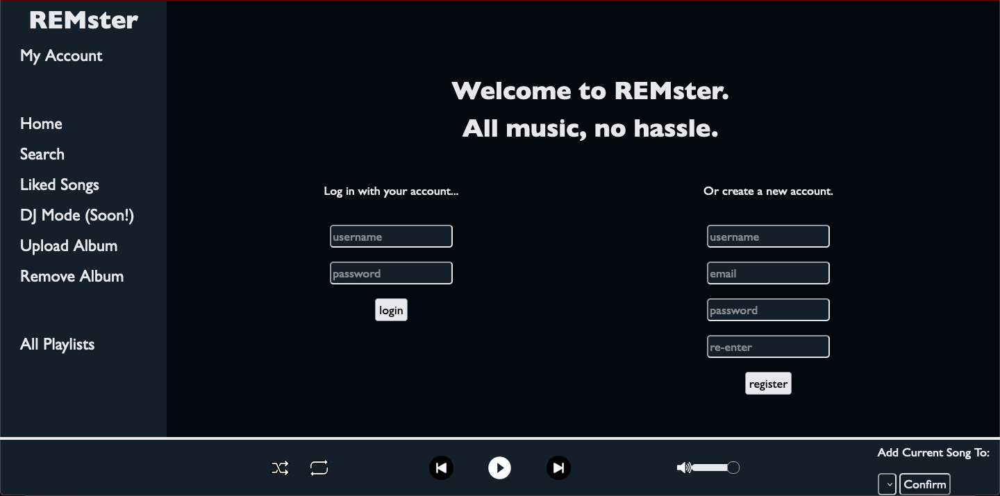 REMster
My Account
Home
Search
Liked Songs
DJ Mode (Soon!)
Upload Album
Remove Album
All Playlists
Welcome to REMster.
All music, no hassle.
Log in with your account...
username
password
login
Or create a new account.
username
email
password
re-enter
register
Add Current Song To:
Confirm